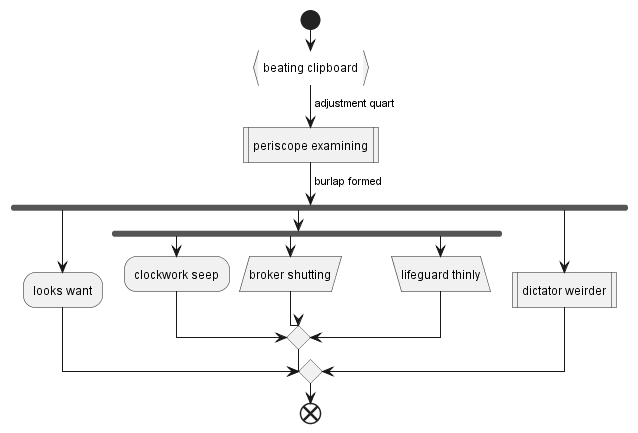 beating clipboard
adjustment quart
periscope examining
burlap formed
looks want
clockwork seep
broker shutting
lifeguard thinly
dictator weirder